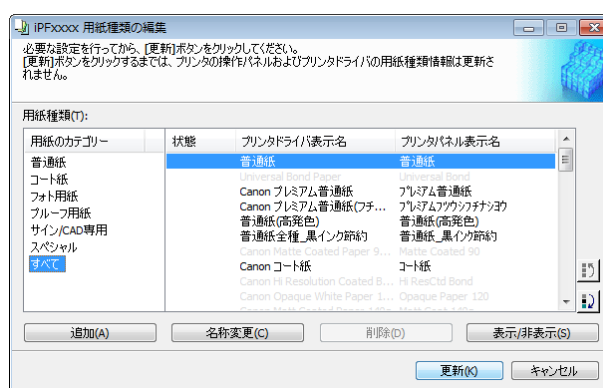 iPFxxxx 用紙種類の編集
必要な設定を行ってから、[更新]ボタンをクリックしてください。
[更新]ボタンをクリックするまでは、プリンタの操作パネルおよびプリンタドライバの用紙種類情報は更新さ
れません。
用紙種類(T):
用紙のカテゴリー 状態 プリンタドライバ表示名 プリンタパネル表示名
普通紙
コート紙
フォト用紙
プルーフ用紙
サイン/CAD専用
スペシャル
すべて
普通紙 普通紙
Universal Bond Paper Universal Bond
Canon プレミアム普通紙 プレミアム普通紙
Canon プレミアム普通紙(フチ... プレミアムフツウシフチナシヨウ
普通紙(高発色) 普通紙(高発色)
普通紙全種_黒インク節約 普通紙_黒インク節約
Canon Matte Coated Paper 9... Matte Coated 90
Canon コート紙 コート紙
Canon Hi Resolution Coated B... Hi ResCtd Bond
Canon Opaque White Paper 1... Opaque Paper 120
追加(A) 名称変更(C) 削除(D) 表示/非表示(S)
更新(K) キャンセル